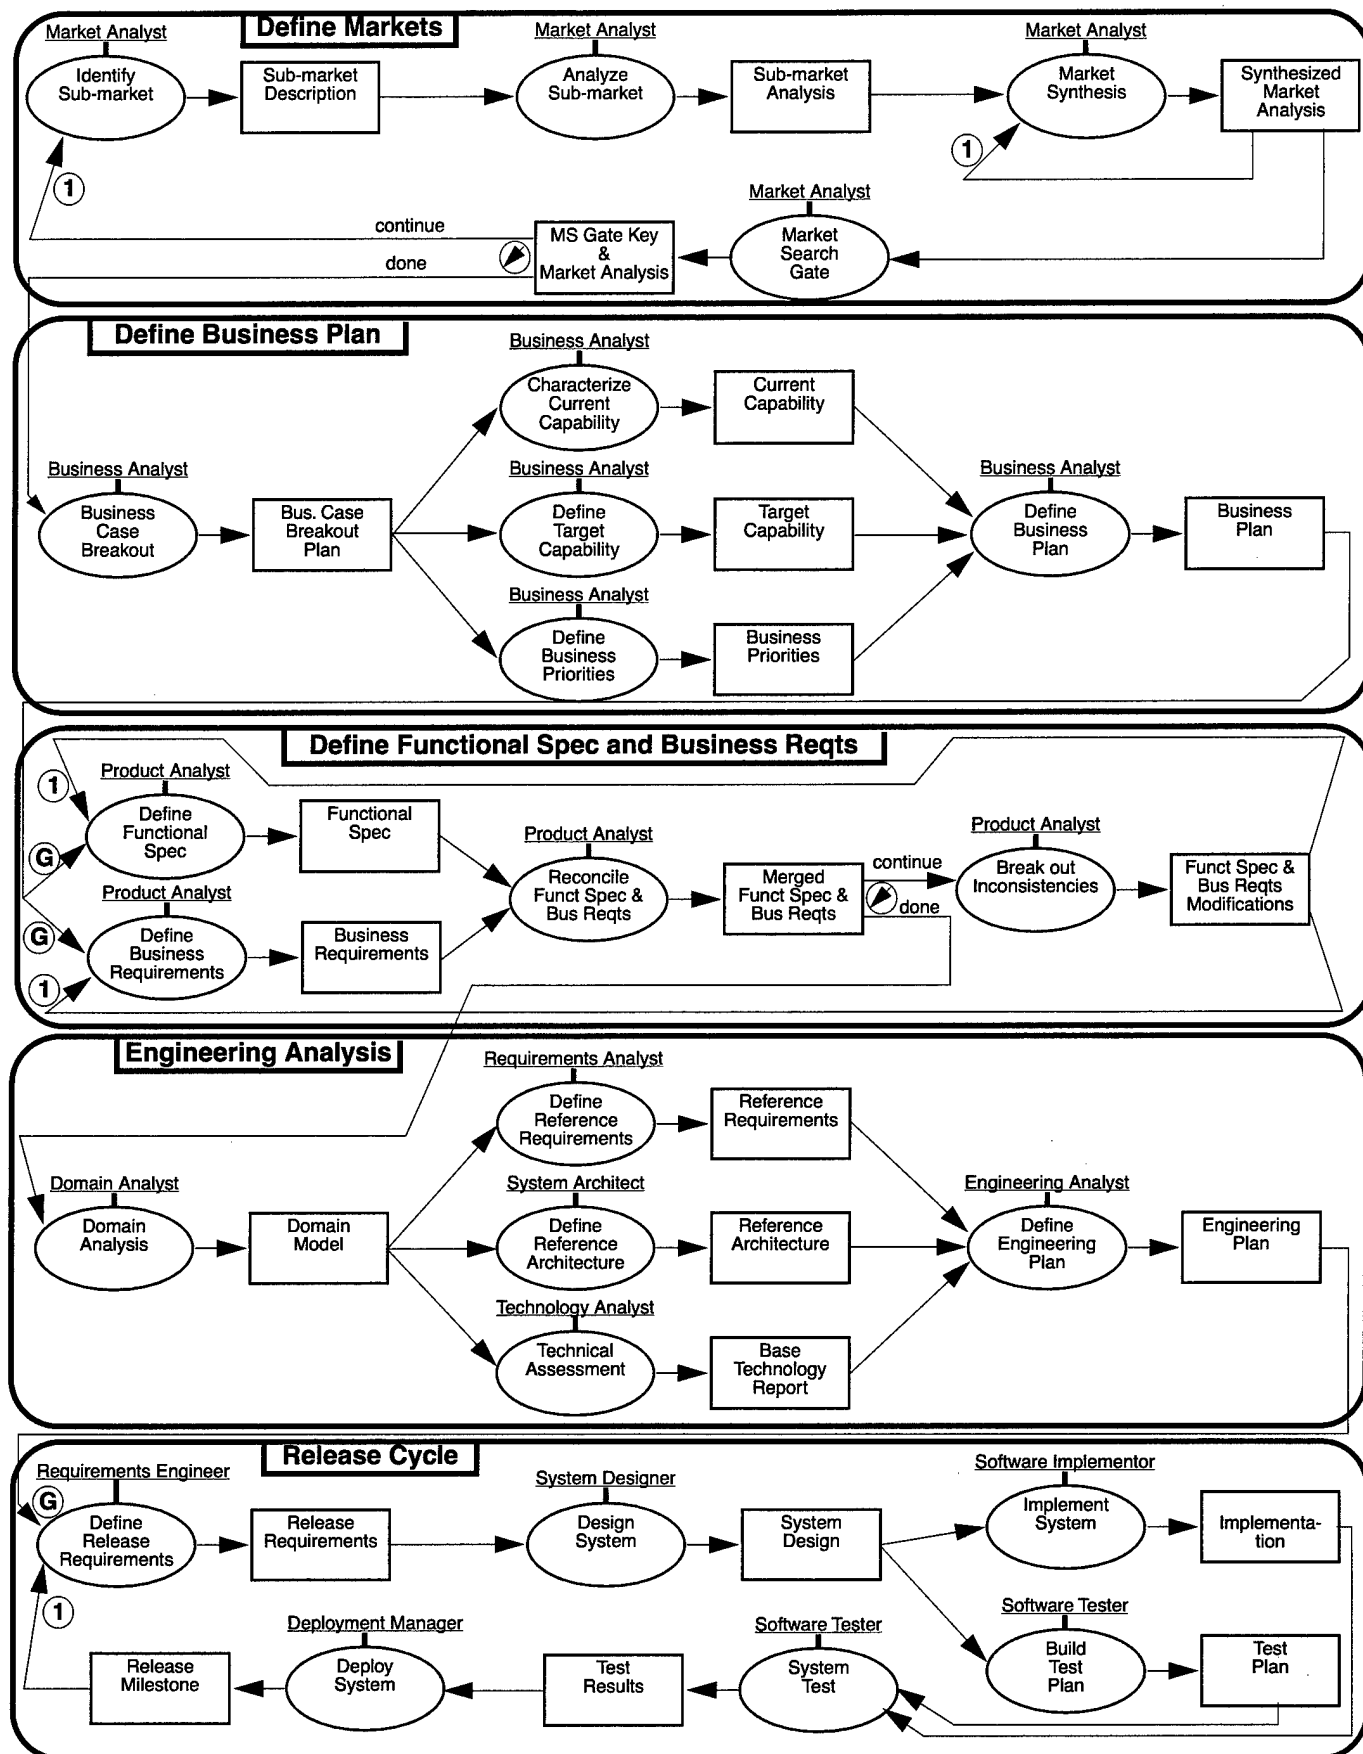 Define Markets
Market Analyst
Market Analyst
Market Analyst
Identify
Sub-market
Sub-market
Description
Analyze
Sub-market
Sub-market
Analysis
Market
Synthesis
Synthesized
Market
Analysis
1
1
Market Analyst
continue
done
MS Gate Key
&
Market Analysis
Market
Search
Gate
Define Business Plan
Business Analyst
Characterize
Current
Capability
Current
Capability
Business Analyst
Business Analyst
Business Analyst
Business
Case
Breakout
Bus. Case
Breakout
Plan
Define
Target
Capability
Target
Capability
Define
Business
Plan
Business
Plan
Business Analyst
Define
Business
Priorities
Business
Priorities
Define Functional Spec and Business Reqts
1
Product Analyst
Define
Functional
Spec
Functional
Spec
G
Product Analyst
Reconcile
Funct Spec &
Bus Reqts
Merged
Funct Spec &
Bus Reqts
continue
done
Product Analyst
Break out
Inconsistencies
Funct Spec &
Bus Reqts
Modifications
Product Analyst
G
Define
Business
Requirements
Business
Requirements
1
Engineering Analysis
Requirements Analyst
Define
Reference
Requirements
Reference
Requirements
Domain Analyst
System Architect
Engineering Analyst
Domain
Analysis
Domain
Model
Define
Reference
Architecture
Reference
Architecture
Define
Engineering
Plan
Engineering
Plan
Technology Analyst
Technical
Assessment
Base
Technology
Report
Release Cycle
Requirements Engineer
G
Define
Release
Requirements
Release
Requirements
System Designer
Design
System
System
Design
Software Implementor
Implement
System
Implementa-
tion
1
Deployment Manager
Software Tester
Software Tester
Release
Milestone
Deploy
System
Test
Results
System
Test
Build
Test
Plan
Test
Plan